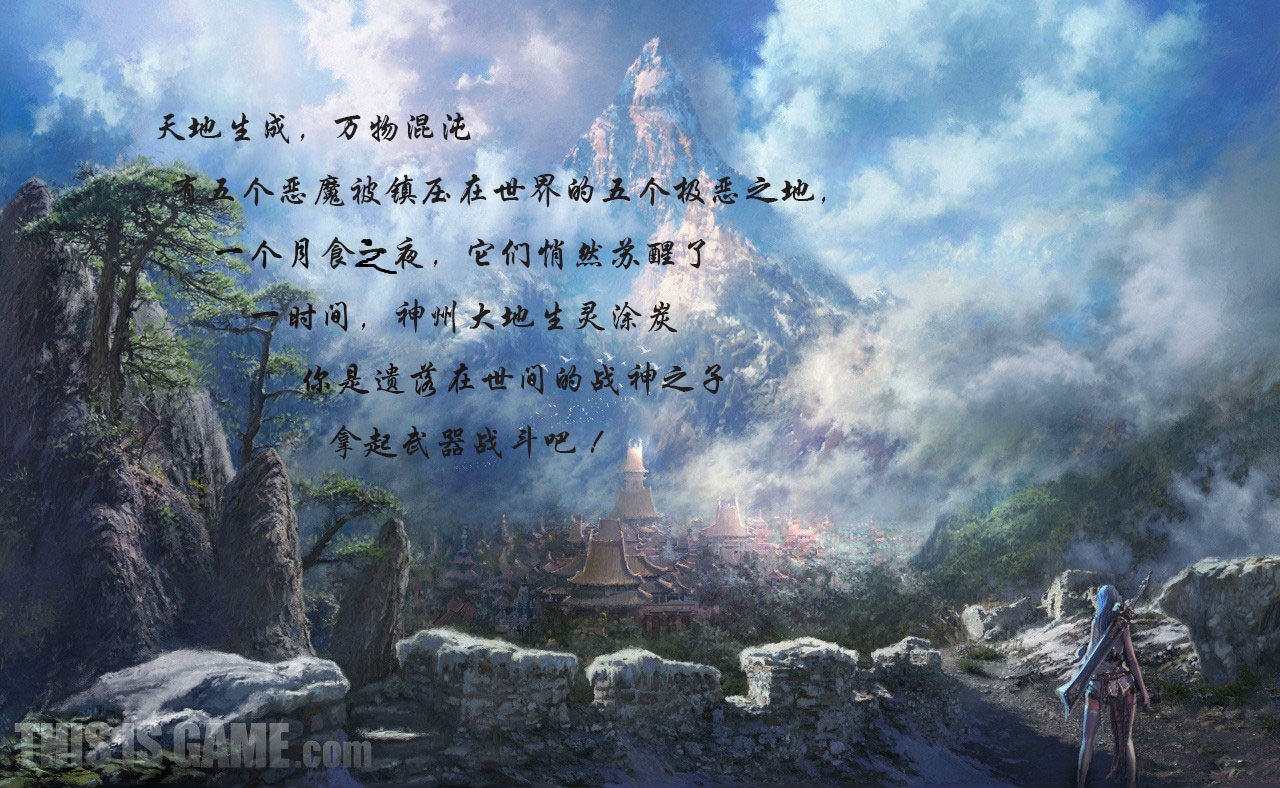 天地生成，万物混沌
有五个恶魔被镇压在世界的五个极恶之地，
一个月食之夜，它们悄然苏醒了
一时间，神州大地生灵涂炭
你是遗落在世间的战神之子
拿起武器战斗吧！
THIS IS GAME.com